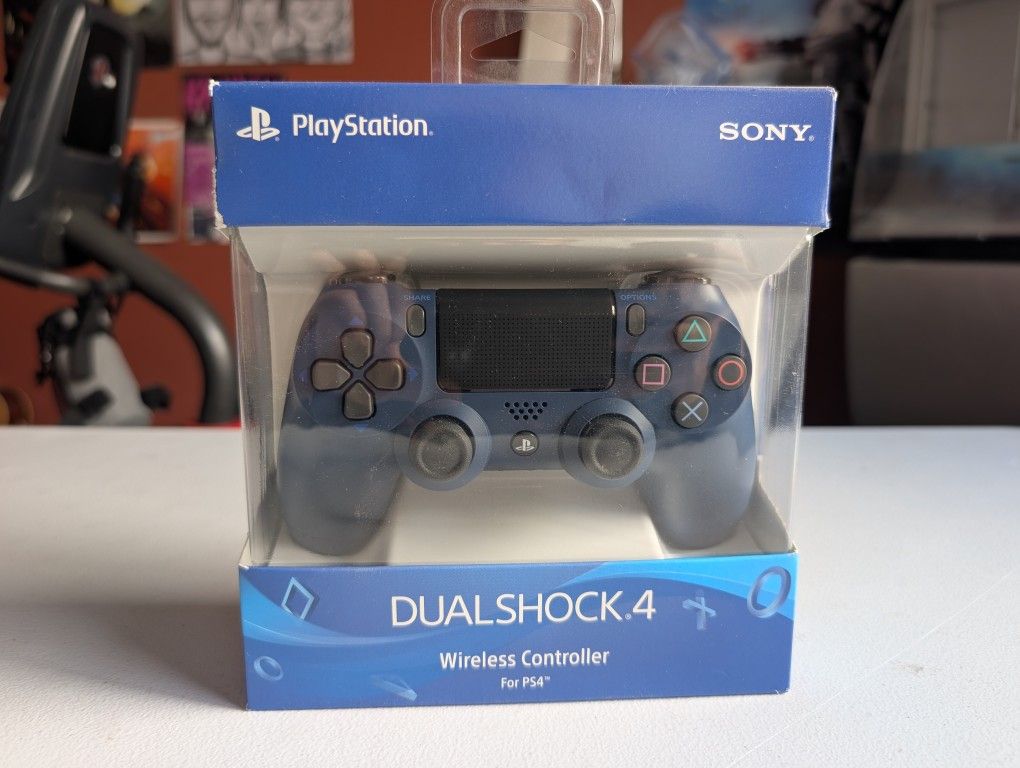 PlayStation®
SONY®
SHARE
OPTIONS
DUALSHOCK®4
Wireless Controller
For PS4™